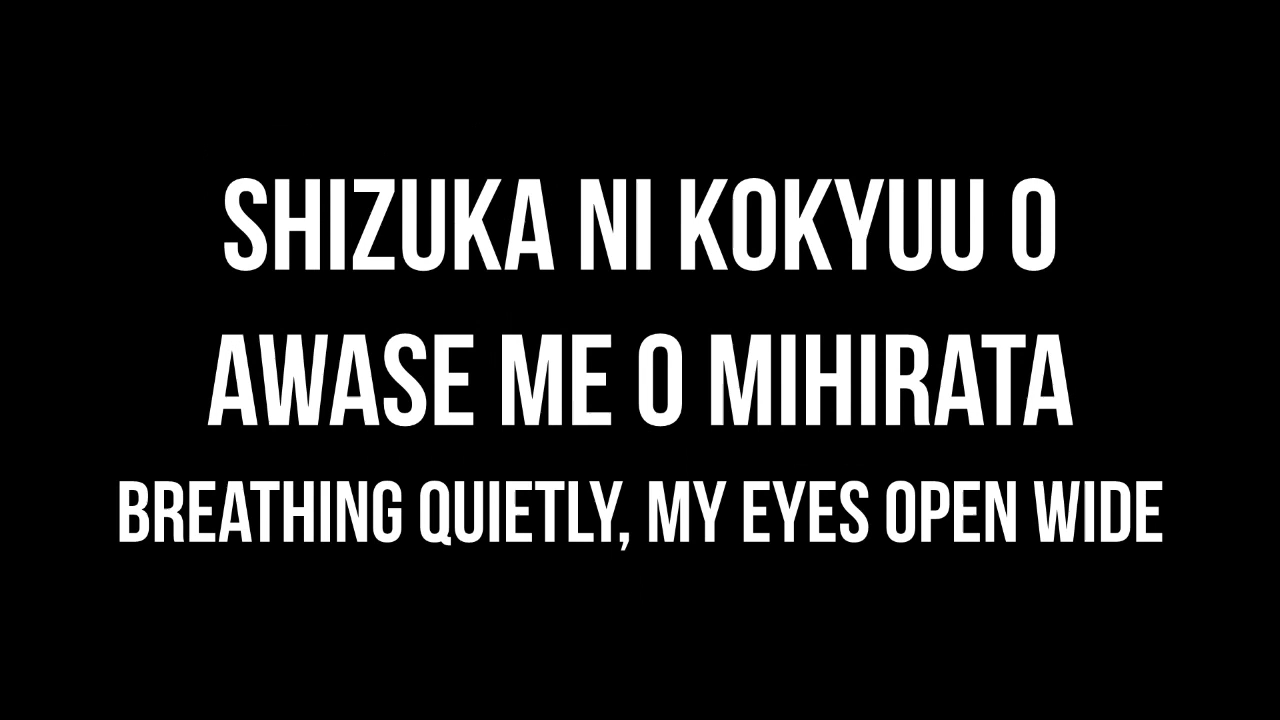 SHIZUKA NI KOKYUU O
AWASE ME O MIHIRATA
BREATHING QUIETLY, MY EYES OPEN WIDE